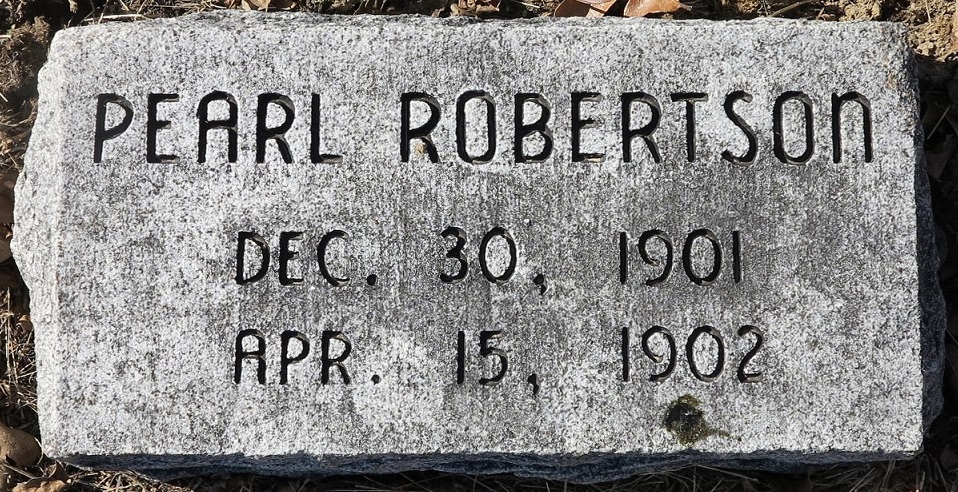 PEARL ROBERTSON
DEC. 30, 1901
APR. 15, 1902